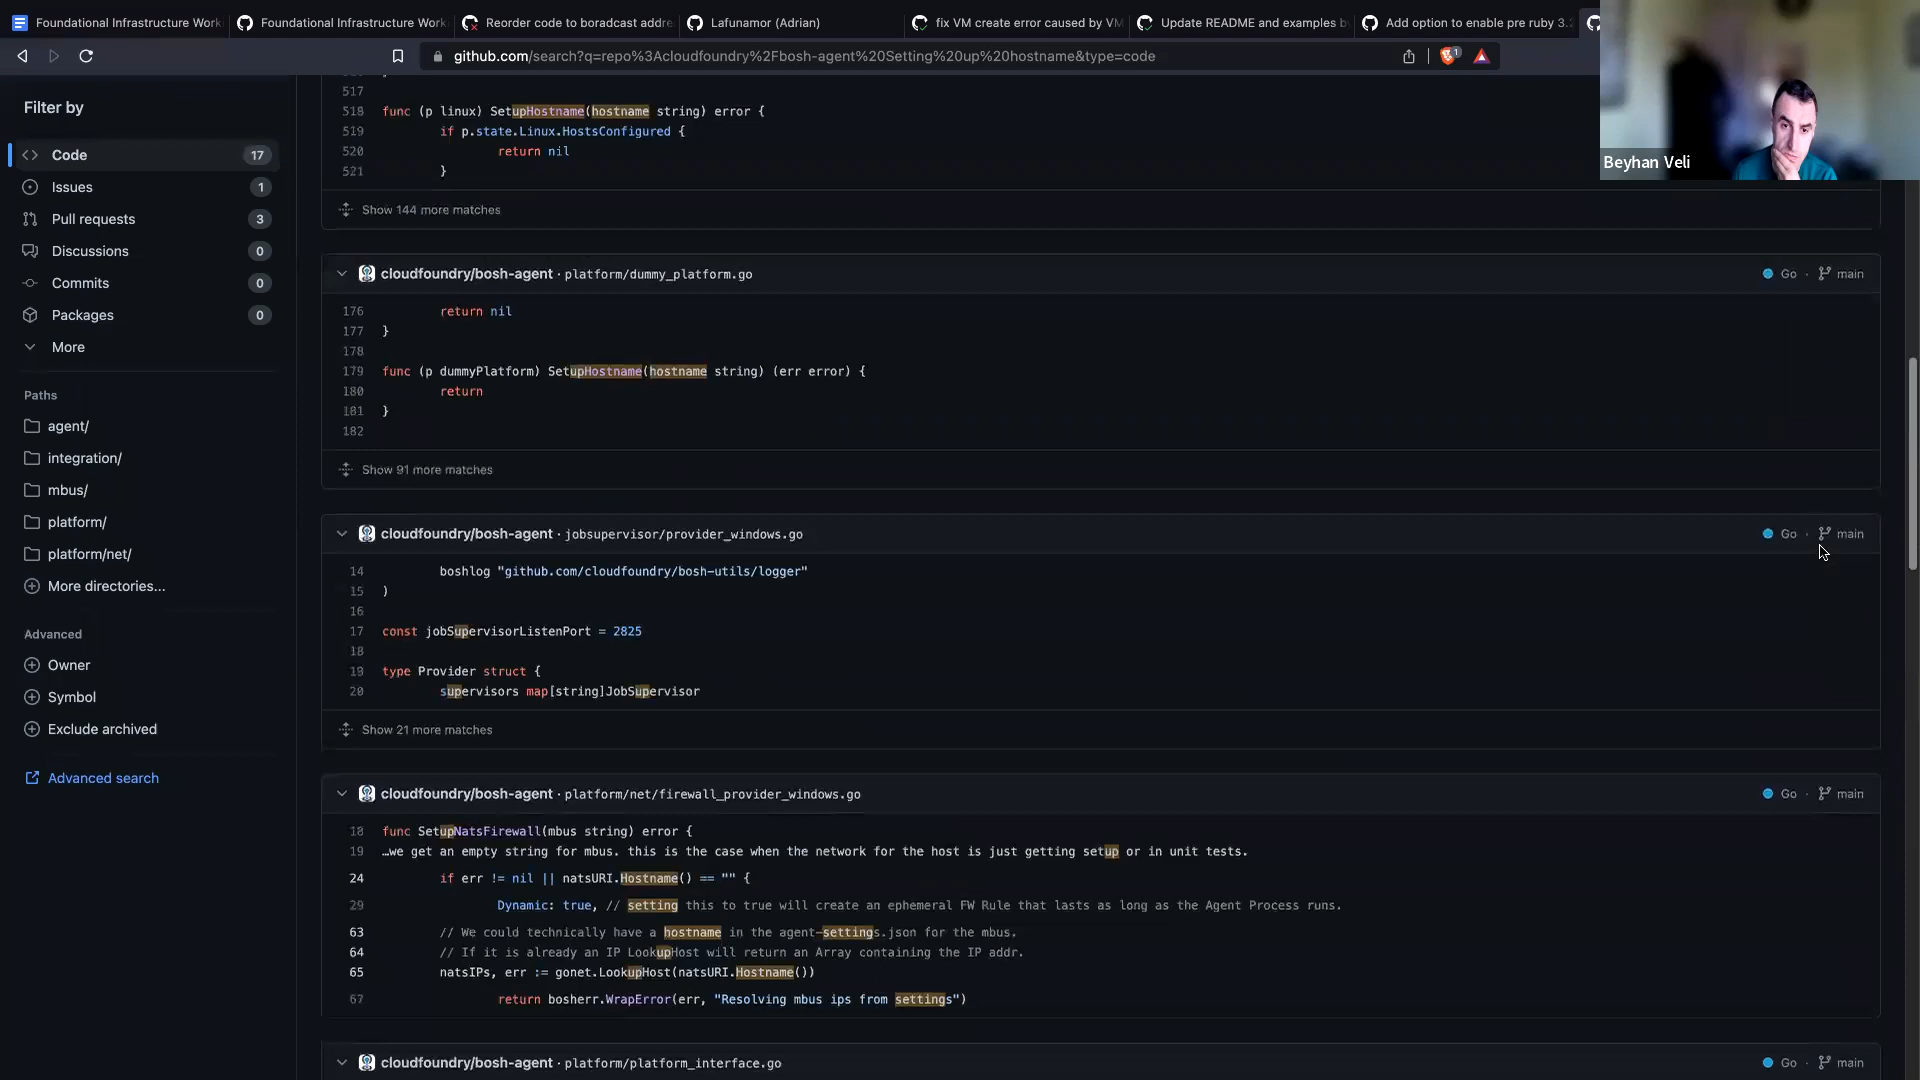 Foundational Infrastructure Work
Foundational Infrastructure Work
Reorder code to boradcast addre
Lafunamor (Adrian)
fix VM create error caused by VM
Update README and examples b
Add option to enable pre ruby 3.
github.com/search?q=repo%3Acloudfoundry%2Fbosh-agent%20Setting%20up%20hostname&type=code
1
Beyhan Veli
Filter by
Code 17
Issues 1
Pull requests 3
Discussions 0
Commits 0
Packages 0
More
Paths
agent/
integration/
mbus/
platform/
platform/net/
More directories...
Advanced
Owner
Symbol
Exclude archived
Advanced search
517
518 func (p linux) SetupHostname(hostname string) error {
519 if p.state.Linux.HostsConfigured {
520 return nil
521 }
Show 144 more matches
cloudfoundry/bosh-agent · platform/dummy_platform.go Go · main
176 return nil
177 }
178
179 func (p dummyPlatform) SetupHostname(hostname string) (err error) {
180 return
181 }
182
Show 91 more matches
cloudfoundry/bosh-agent · jobsupervisor/provider_windows.go Go · main
14 boshlog "github.com/cloudfoundry/bosh-utils/logger"
15 )
16
17 const jobSupervisorListenPort = 2825
18
19 type Provider struct {
20 supervisors map[string]JobSupervisor
Show 21 more matches
cloudfoundry/bosh-agent · platform/net/firewall_provider_windows.go Go · main
18 func SetupNatsFirewall(mbus string) error {
19 …we get an empty string for mbus. this is the case when the network for the host is just getting setup or in unit tests.
24 if err != nil || natsURI.Hostname() == "" {
29 Dynamic: true, // setting this to true will create an ephemeral FW Rule that lasts as long as the Agent Process runs.
63 // We could technically have a hostname in the agent-settings.json for the mbus.
64 // If it is already an IP LookupHost will return an Array containing the IP addr.
65 natsIPs, err := gonet.LookupHost(natsURI.Hostname())
67 return bosherr.WrapError(err, "Resolving mbus ips from settings")
cloudfoundry/bosh-agent · platform/platform_interface.go Go · main